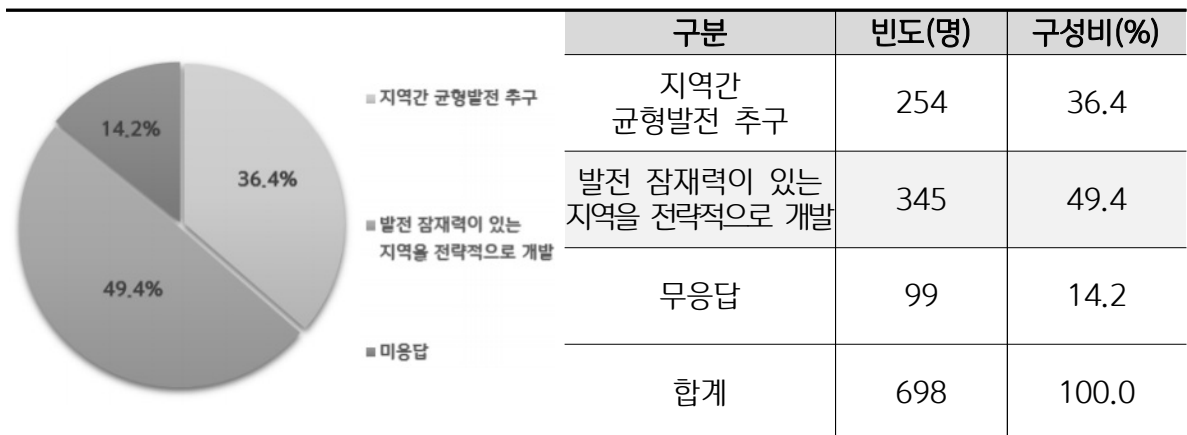 14.2%
36.4%
49.4%
지역간 균형발전 추구
발전 잠재력이 있는
지역을 전략적으로 개발
미응답
구분 빈도(명) 구성비(%)
지역간
균형발전 추구 254 36.4
발전 잠재력이 있는
지역을 전략적으로 개발 345 49.4
무응답 99 14.2
합계 698 100.0